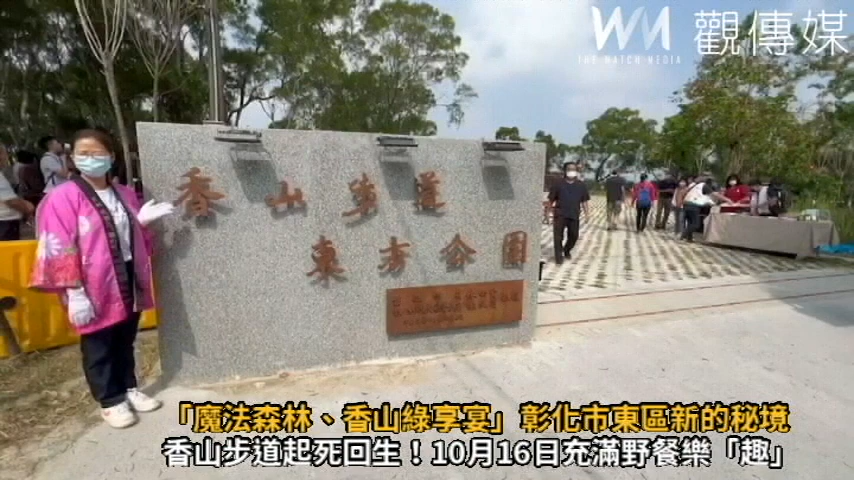 WM 觀傳媒
THE WATCH MEDIA
香山步道
東方公園
「魔法森林、香山綠享宴」彰化市東區新的秘境
香山步道起死回生！10月16日充滿野餐樂「趣」